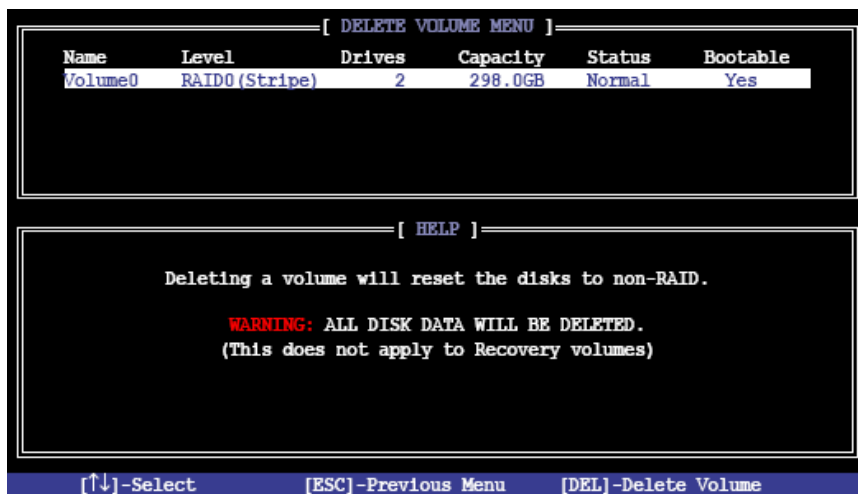 [ DELETE VOLUME MENU ]
Name Level Drives Capacity Status Bootable
Volume0 RAID0(Stripe) 2 298.0GB Normal Yes
[ HELP ]
Deleting a volume will reset the disks to non-RAID.
WARNING: ALL DISK DATA WILL BE DELETED.
(This does not apply to Recovery volumes)
[↑↓]-Select [ESC]-Previous Menu [DEL]-Delete Volume